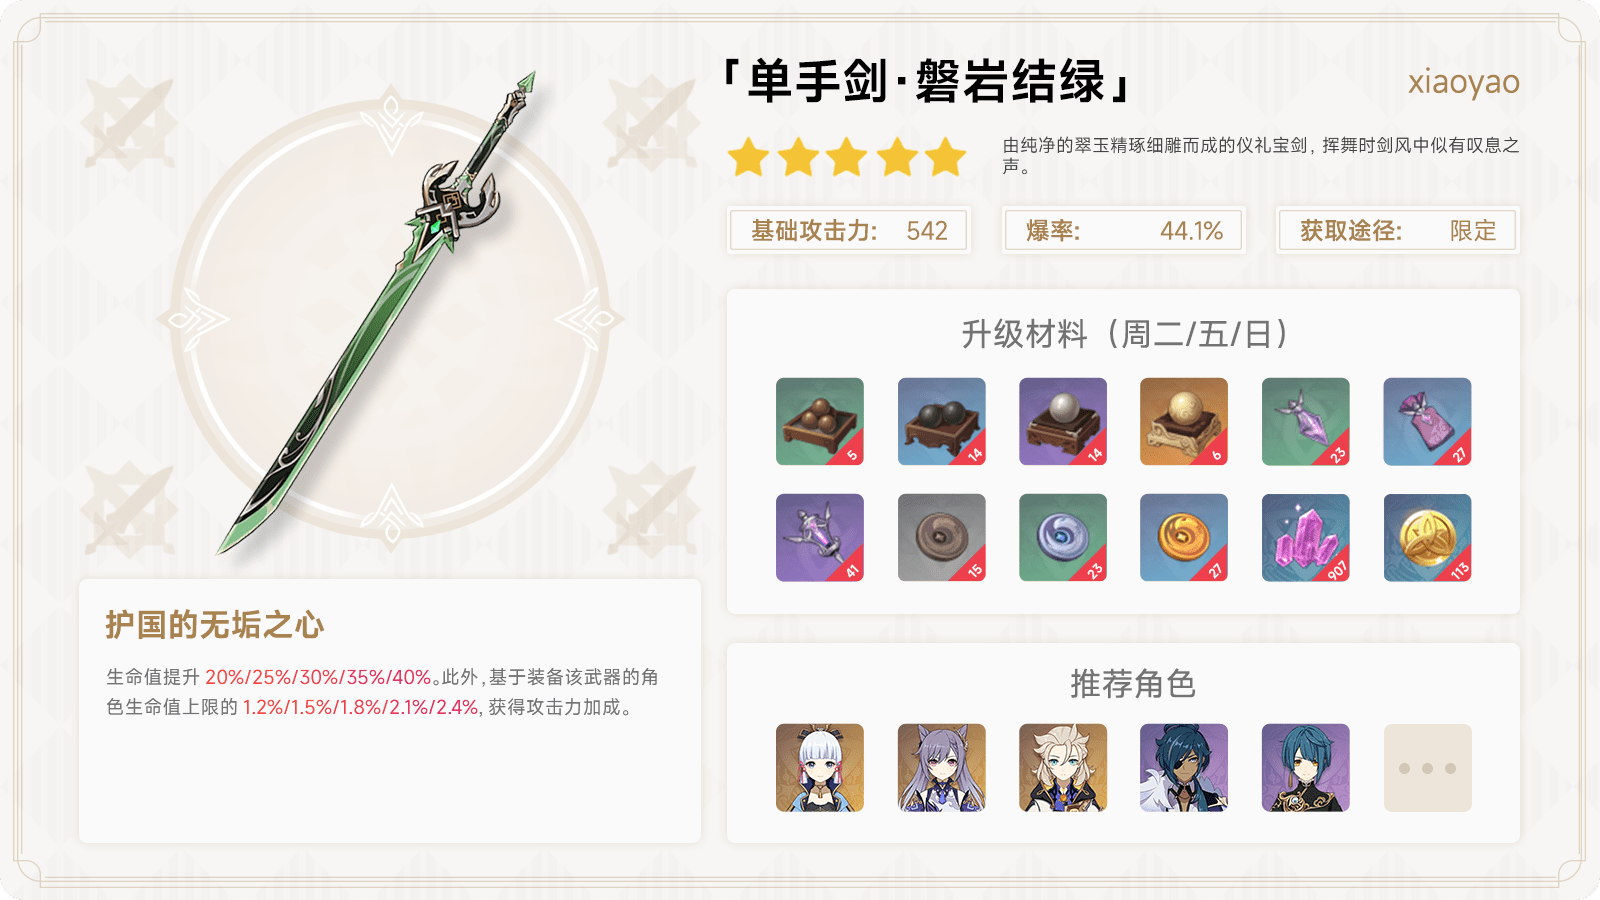 「单手剑·磐岩结绿」
xiaoyao
由纯净的翠玉精琢细雕而成的仪礼宝剑, 挥舞时剑风中似有叹息之
声。
基础攻击力: 542
爆率: 44.1%
获取途径: 限定
升级材料（周二/五/日）
5 14 14 6 23 27
41 15 23 27 907 113
护国的无垢之心
生命值提升 20%/25%/30%/35%/40%。此外, 基于装备该武器的角
色生命值上限的 1.2%/1.5%/1.8%/2.1%/2.4%, 获得攻击力加成。
推荐角色